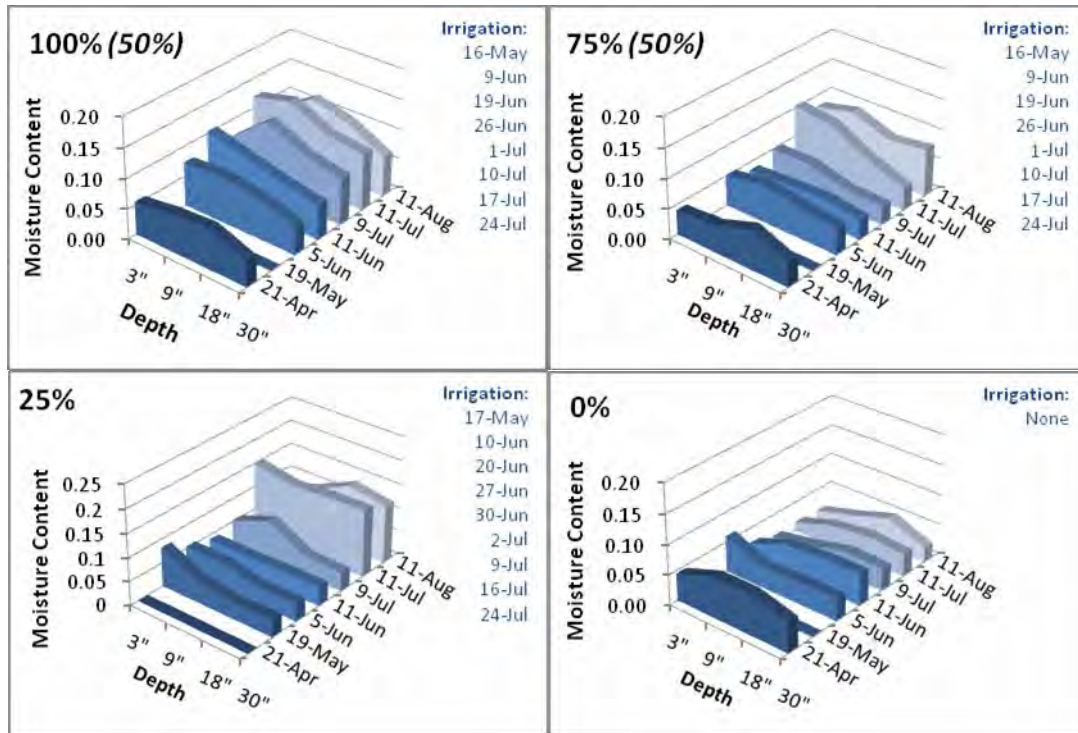 100% (50%)
Irrigation:
16-May
9-Jun
19-Jun
26-Jun
1-Jul
10-Jul
17-Jul
24-Jul
Moisture Content
0.20
0.15
0.10
0.05
0.00
3"
9"
18"
30"
Depth
21-Apr
19-May
5-Jun
11-Jun
9-Jul
11-Jul
11-Aug
75% (50%)
Irrigation:
16-May
9-Jun
19-Jun
26-Jun
1-Jul
10-Jul
17-Jul
24-Jul
Moisture Content
0.20
0.15
0.10
0.05
0.00
3"
9"
18"
30"
Depth
21-Apr
19-May
5-Jun
11-Jun
9-Jul
11-Jul
11-Aug
25%
Irrigation:
17-May
10-Jun
20-Jun
27-Jun
30-Jun
2-Jul
9-Jul
16-Jul
24-Jul
Moisture Content
0.25
0.2
0.15
0.1
0.05
0
3"
9"
18"
30"
Depth
21-Apr
19-May
5-Jun
11-Jun
9-Jul
11-Jul
11-Aug
0%
Irrigation:
None
Moisture Content
0.20
0.15
0.10
0.05
0.00
3"
9"
18"
30"
Depth
21-Apr
19-May
5-Jun
11-Jun
9-Jul
11-Jul
11-Aug